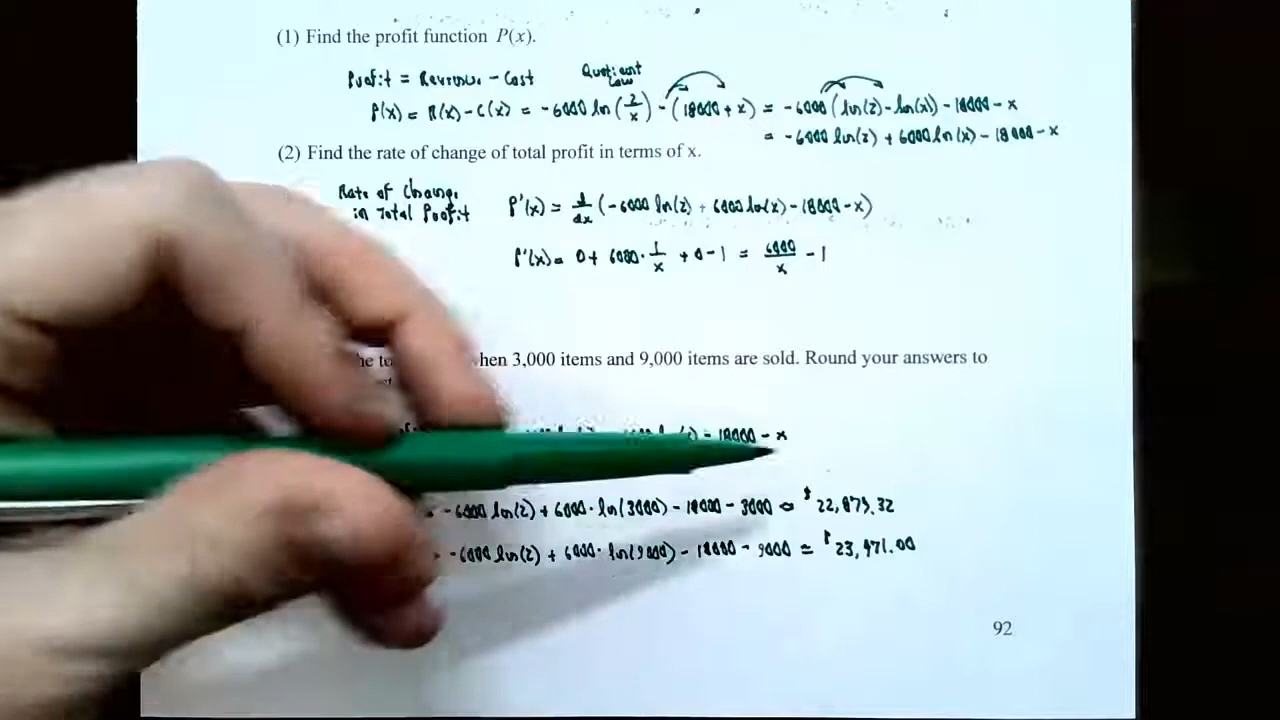 (1) Find the profit function P(x).
Profit = Revenue - Cost Quotient Law
P(x) = R(x) - C(x) = -6000 ln(2/x) - (18000 + x) = -6000 (ln(2) - ln(x)) - 18000 - x
= -6000 ln(2) + 6000 ln(x) - 18000 - x
(2) Find the rate of change of total profit in terms of x.
Rate of Change
in Total Profit P'(x) = d/dx (-6000 ln(2) + 6000 ln(x) - 18000 - x)
P'(x) = 0 + 6000 · 1/x + 0 - 1 = 6000/x - 1
3,000 items and 9,000 items are sold. Round your answers to
- 18000 - x
-6000 ln(2) + 6000 · ln(3000) - 18000 - 3000 ≈ $22,879.32
= -6000 ln(2) + 6000 · ln(9000) - 18000 - 9000 ≈ $23,471.00
92